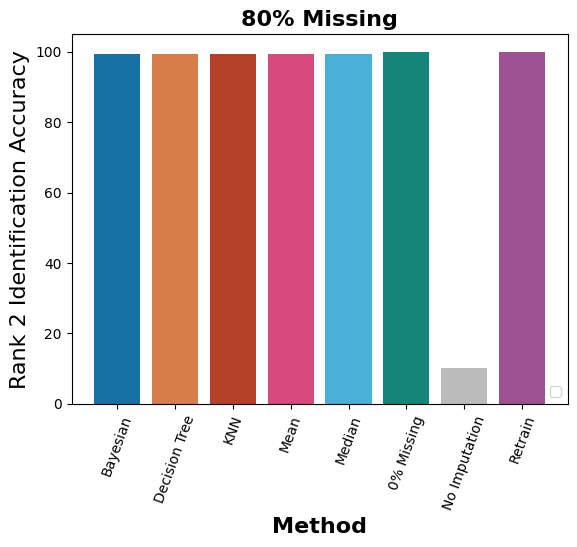 80% Missing
Rank 2 Identification Accuracy
100
80
60
40
20
0
Bayesian
Decision Tree
KNN
Mean
Median
0% Missing
No Imputation
Retrain
Method